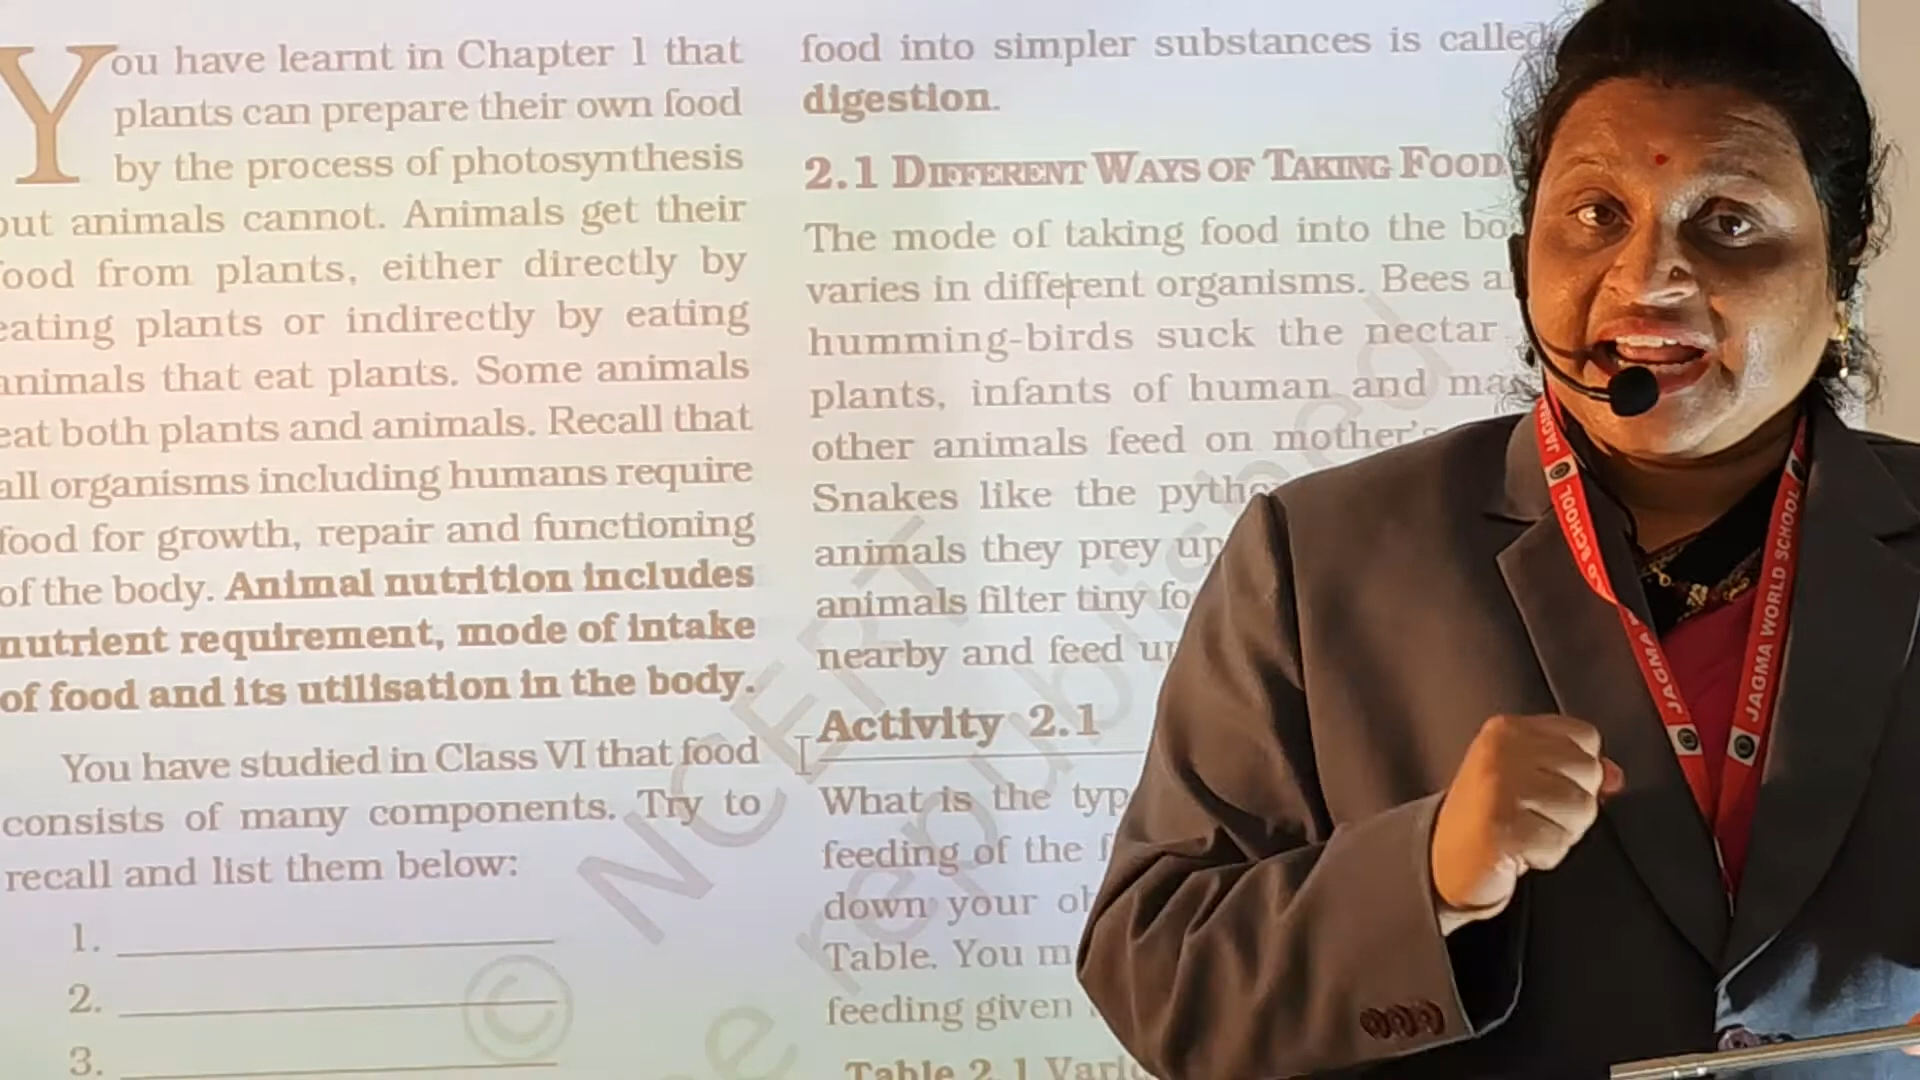 You have learnt in Chapter 1 that
plants can prepare their own food
by the process of photosynthesis
but animals cannot. Animals get their
food from plants, either directly by
eating plants or indirectly by eating
animals that eat plants. Some animals
eat both plants and animals. Recall that
all organisms including humans require
food for growth, repair and functioning
of the body. Animal nutrition includes
nutrient requirement, mode of intake
of food and its utilisation in the body.
You have studied in Class VI that food
consists of many components. Try to
recall and list them below:
1.
2.
3.
food into simpler substances is called
digestion.
2.1 DIFFERENT WAYS OF TAKING FOOD
The mode of taking food into the
varies in different organisms. Bees
humming-birds suck the nectar
plants, infants of human and
other animals feed on mother's
Snakes like the
animals they prey
animals filter tiny
nearby and feed
Activity 2.1
What is the
feeding of the
down your
Table. You
feeding given
Table 2.1
© NCERT
republished
JAGMA WORLD SCHOOL
JAGMA
SCHOOL